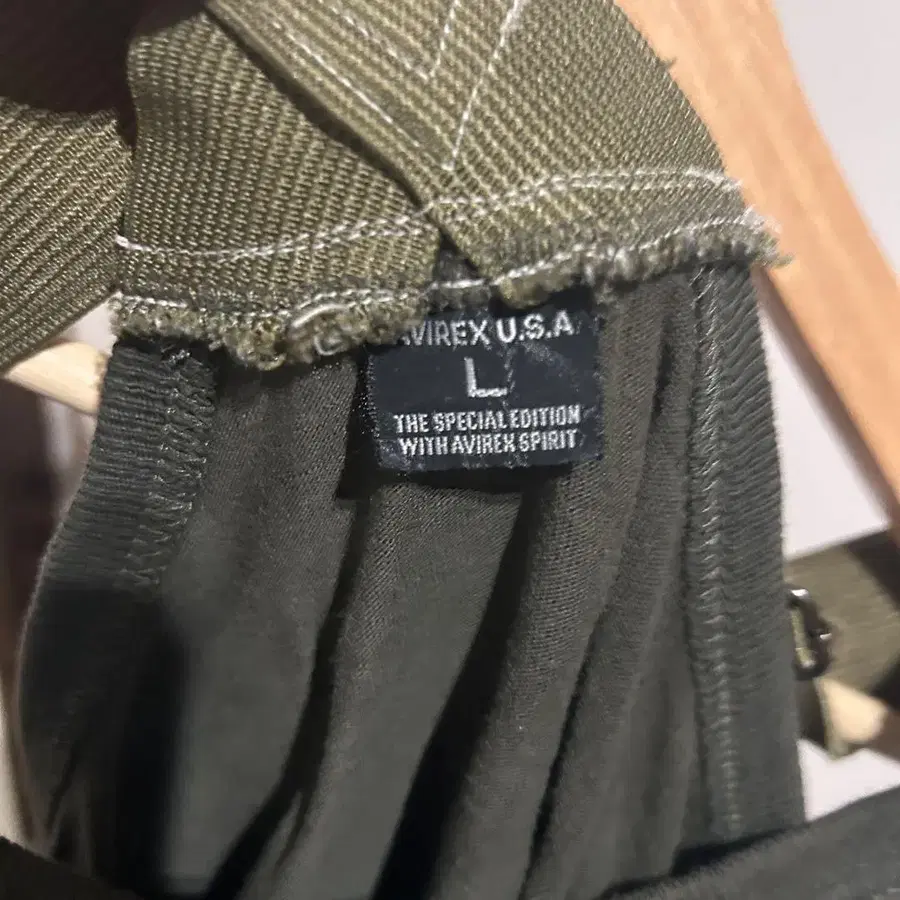 AVIREX U.S.A
L
THE SPECIAL EDITION
WITH AVIREX SPIRIT